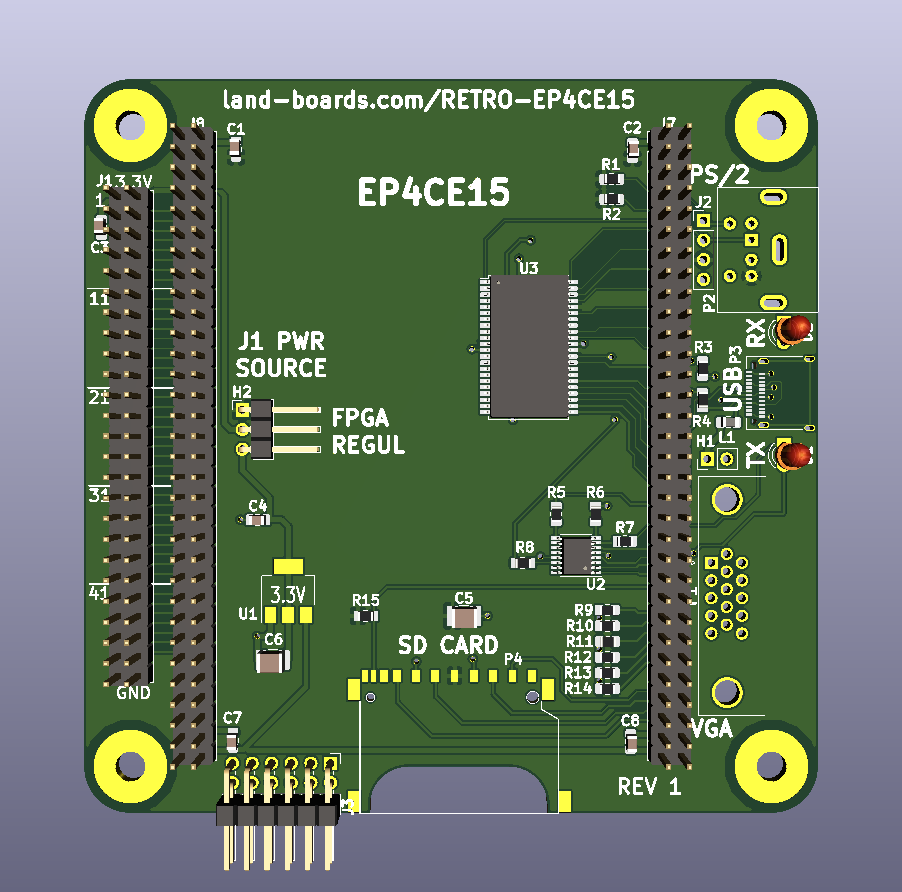 land-boards.com/RETRO-EP4CE15
J8
C1
C2
J7
EP4CE15
R1
R2
PS/2
J2
J1 3.3V
1
C3
U3
P2
11
RX
J1 PWR
SOURCE
R3
P3
USB
H2
21
FPGA
REGUL
R4
H1
L1
TX
31
C4
R5
R6
R7
R8
U2
41
3.3V
U1
R15
C5
R9
R10
R11
R12
R13
R14
C6
SD CARD
P4
GND
C7
C8
VGA
REV 1